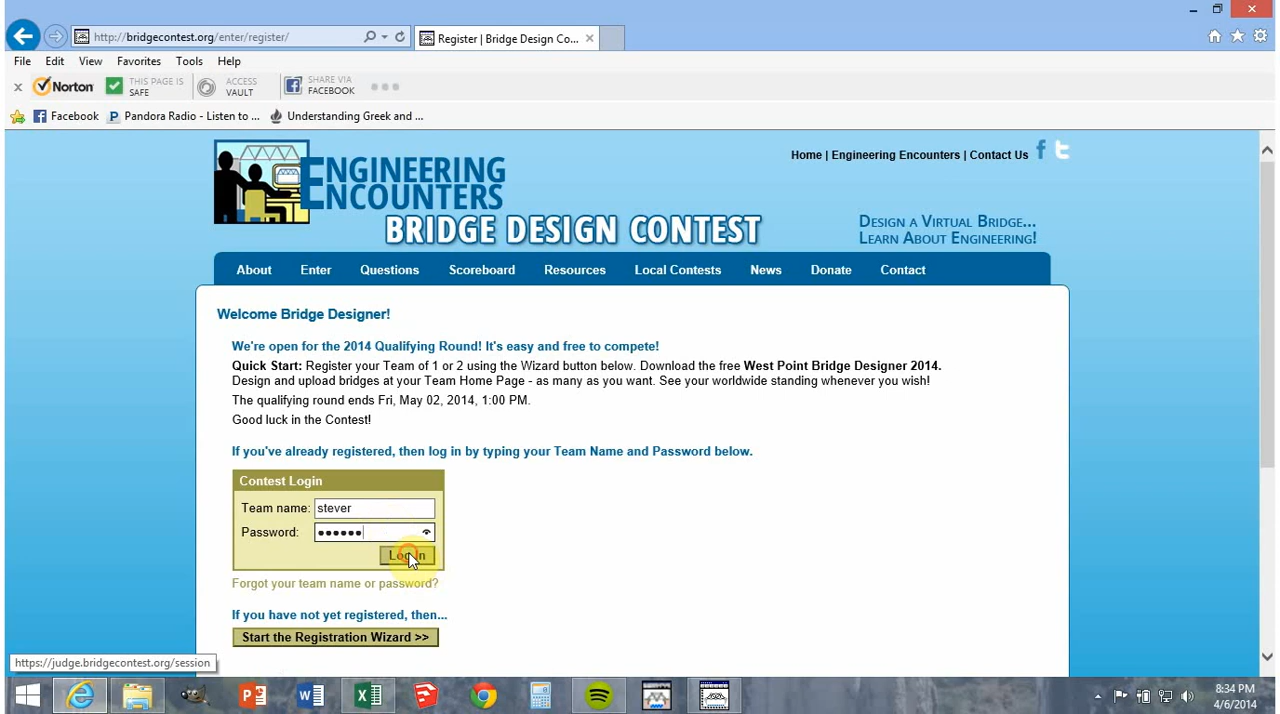 http://bridgecontest.org/enter/register/
Register | Bridge Design Co...
File Edit View Favorites Tools Help
Norton THIS PAGE IS SAFE ACCESS VAULT SHARE VIA FACEBOOK
Facebook Pandora Radio - Listen to ... Understanding Greek and ...
ENGINEERING ENCOUNTERS
BRIDGE DESIGN CONTEST
Home | Engineering Encounters | Contact Us
DESIGN A VIRTUAL BRIDGE...
LEARN ABOUT ENGINEERING!
About Enter Questions Scoreboard Resources Local Contests News Donate Contact
Welcome Bridge Designer!
We're open for the 2014 Qualifying Round! It's easy and free to compete!
Quick Start: Register your Team of 1 or 2 using the Wizard button below. Download the free West Point Bridge Designer 2014.
Design and upload bridges at your Team Home Page - as many as you want. See your worldwide standing whenever you wish!
The qualifying round ends Fri, May 02, 2014, 1:00 PM.
Good luck in the Contest!
If you've already registered, then log in by typing your Team Name and Password below.
Contest Login
Team name: stever
Password: ••••••
Log in
Forgot your team name or password?
If you have not yet registered, then...
Start the Registration Wizard >>
https://judge.bridgecontest.org/session
8:34 PM
4/6/2014